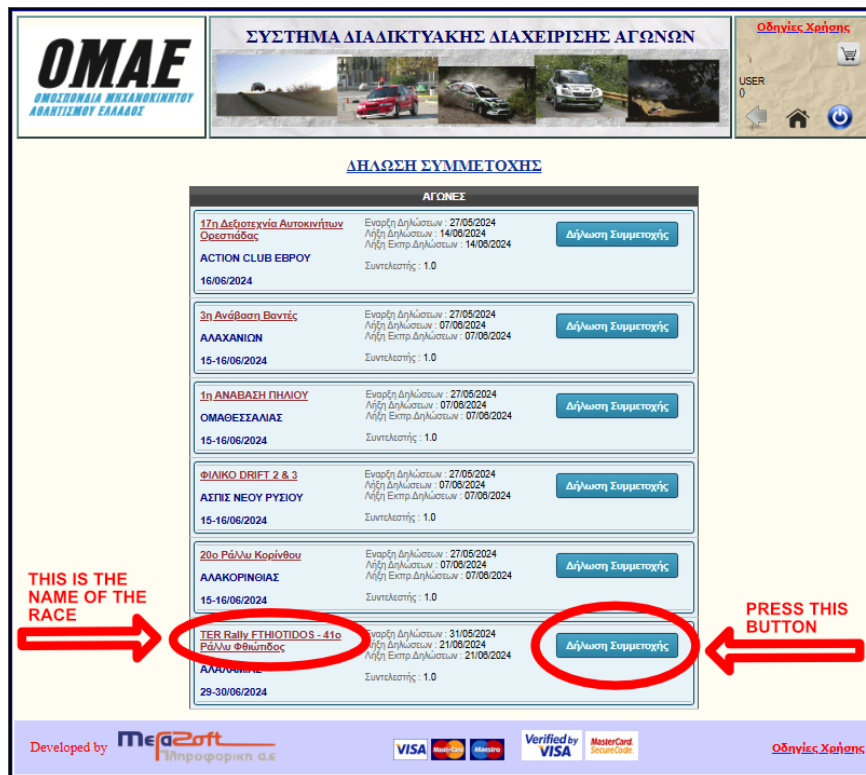 ΟΜΑΕ
ΟΜΟΣΠΟΝΔΙΑ ΜΗΧΑΝΟΚΙΝΗΤΟΥ
ΑΘΛΗΤΙΣΜΟΥ ΕΛΛΑΔΟΣ
ΣΥΣΤΗΜΑ ΔΙΑΔΙΚΤΥΑΚΗΣ ΔΙΑΧΕΙΡΙΣΗΣ ΑΓΩΝΩΝ
Οδηγίες Χρήσης
USER
()
ΔΗΛΩΣΗ ΣΥΜΜΕΤΟΧΗΣ
ΑΓΩΝΕΣ
17η Δεξιοτεχνία Αυτοκινήτων
Ορεστιάδας
ACTION CLUB ΕΒΡΟΥ
16/06/2024
Εναρξη Δηλώσεων : 27/05/2024
Λήξη Δηλώσεων : 14/06/2024
Λήξη Εκπρ.Δηλώσεων : 14/06/2024
Συντελεστής : 1.0
Δήλωση Συμμετοχής
3η Ανάβαση Βαντές
ΑΛΑΧΑΝΙΩΝ
15-16/06/2024
Εναρξη Δηλώσεων : 27/05/2024
Λήξη Δηλώσεων : 07/06/2024
Λήξη Εκπρ.Δηλώσεων : 07/06/2024
Συντελεστής : 1.0
Δήλωση Συμμετοχής
1η ΑΝΑΒΑΣΗ ΠΗΛΙΟΥ
ΟΜΑΘΕΣΣΑΛΙΑΣ
15-16/06/2024
Εναρξη Δηλώσεων : 27/05/2024
Λήξη Δηλώσεων : 07/06/2024
Λήξη Εκπρ.Δηλώσεων : 07/06/2024
Συντελεστής : 1.0
Δήλωση Συμμετοχής
ΦΙΛΙΚΟ DRIFT 2 & 3
ΑΣΠΙΣ ΝΕΟΥ ΡΥΣΙΟΥ
15-16/06/2024
Εναρξη Δηλώσεων : 27/05/2024
Λήξη Δηλώσεων : 07/06/2024
Λήξη Εκπρ.Δηλώσεων : 07/06/2024
Συντελεστής : 1.0
Δήλωση Συμμετοχής
20ο Ράλλυ Κορίνθου
ΑΛΑΚΟΡΙΝΘΙΑΣ
15-16/06/2024
Εναρξη Δηλώσεων : 27/05/2024
Λήξη Δηλώσεων : 07/06/2024
Λήξη Εκπρ.Δηλώσεων : 07/06/2024
Συντελεστής : 1.0
Δήλωση Συμμετοχής
THIS IS THE
NAME OF THE
RACE
TER Rally FTHIOTIDOS - 41ο
Ράλλυ Φθιώτιδος
ΑΛΑΛΑΜΙΑΣ
29-30/06/2024
Εναρξη Δηλώσεων : 31/05/2024
Λήξη Δηλώσεων : 21/06/2024
Λήξη Εκπρ.Δηλώσεων : 21/06/2024
Συντελεστής : 1.0
Δήλωση Συμμετοχής
PRESS THIS
BUTTON
Developed by
MegaSoft
Πληροφορικη α.ε
VISA
MasterCard
Maestro
Verified by
VISA
MasterCard.
SecureCode.
Οδηγίες Χρήσης